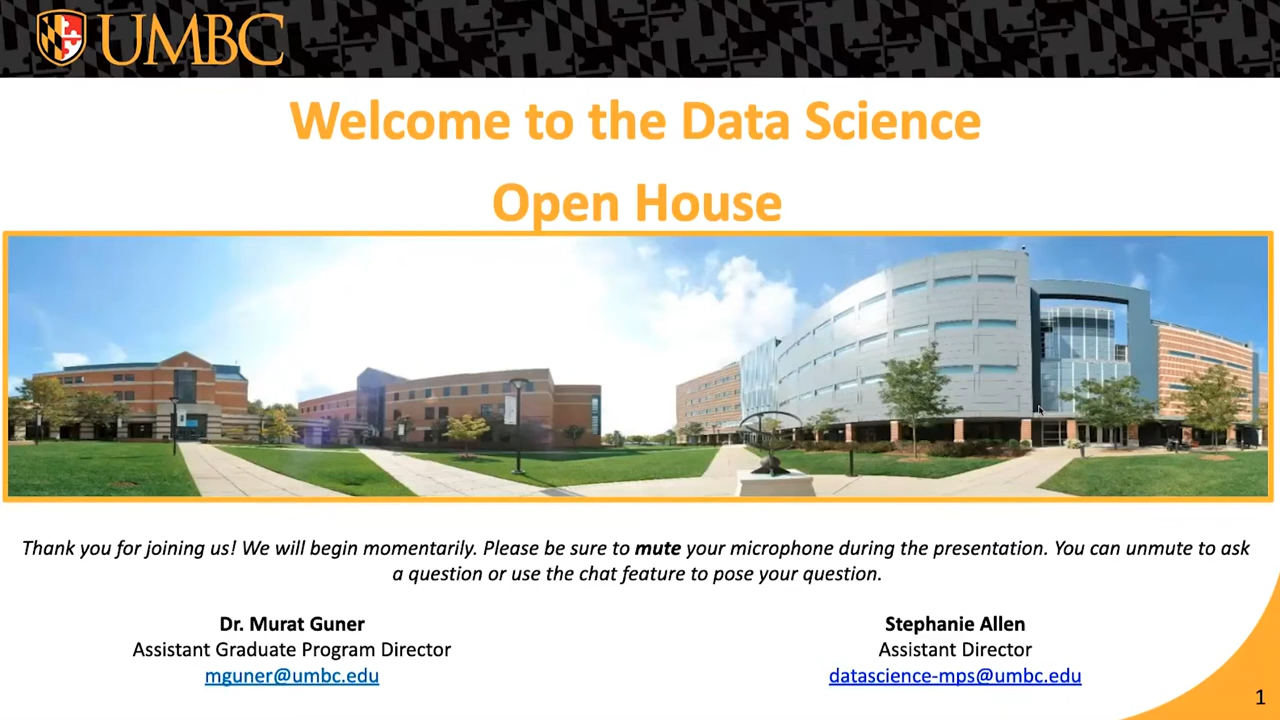 UMBC
Welcome to the Data Science
Open House
Thank you for joining us! We will begin momentarily. Please be sure to mute your microphone during the presentation. You can unmute to ask
a question or use the chat feature to pose your question.
Dr. Murat Guner
Assistant Graduate Program Director
mguner@umbc.edu
Stephanie Allen
Assistant Director
datascience-mps@umbc.edu
1